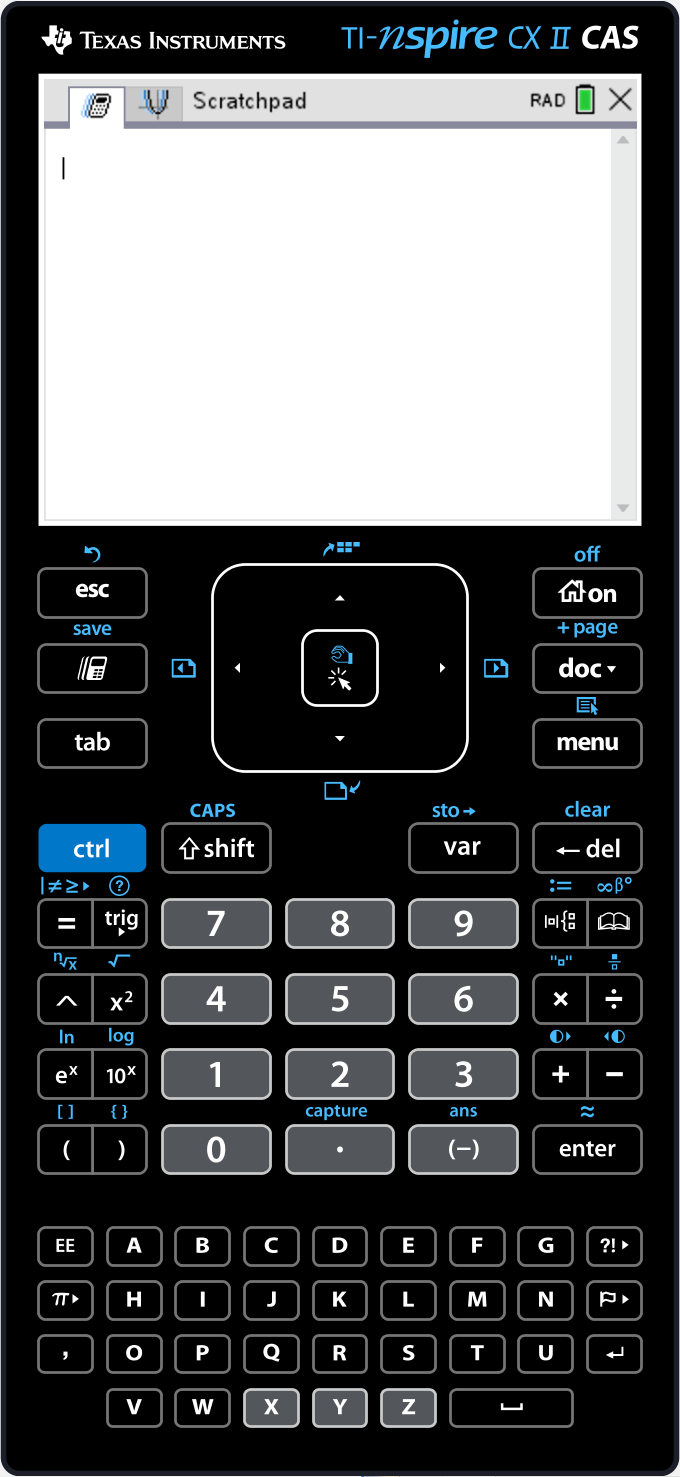 TEXAS INSTRUMENTS TI-nspire CX II CAS
Scratchpad RAD
off
esc on
save + page
doc
tab menu
CAPS sto→ clear
ctrl shift var ← del
|≠≥▸ ? := ∞β°
= trig 7 8 9
ⁿ√x √ "▫"
^ x² 4 5 6 × ÷
ln log
eˣ 10ˣ 1 2 3 + −
[ ] { } capture ans ≈
( ) 0 . (−) enter
EE A B C D E F G ?!▸
π▸ H I J K L M N
, O P Q R S T U
V W X Y Z